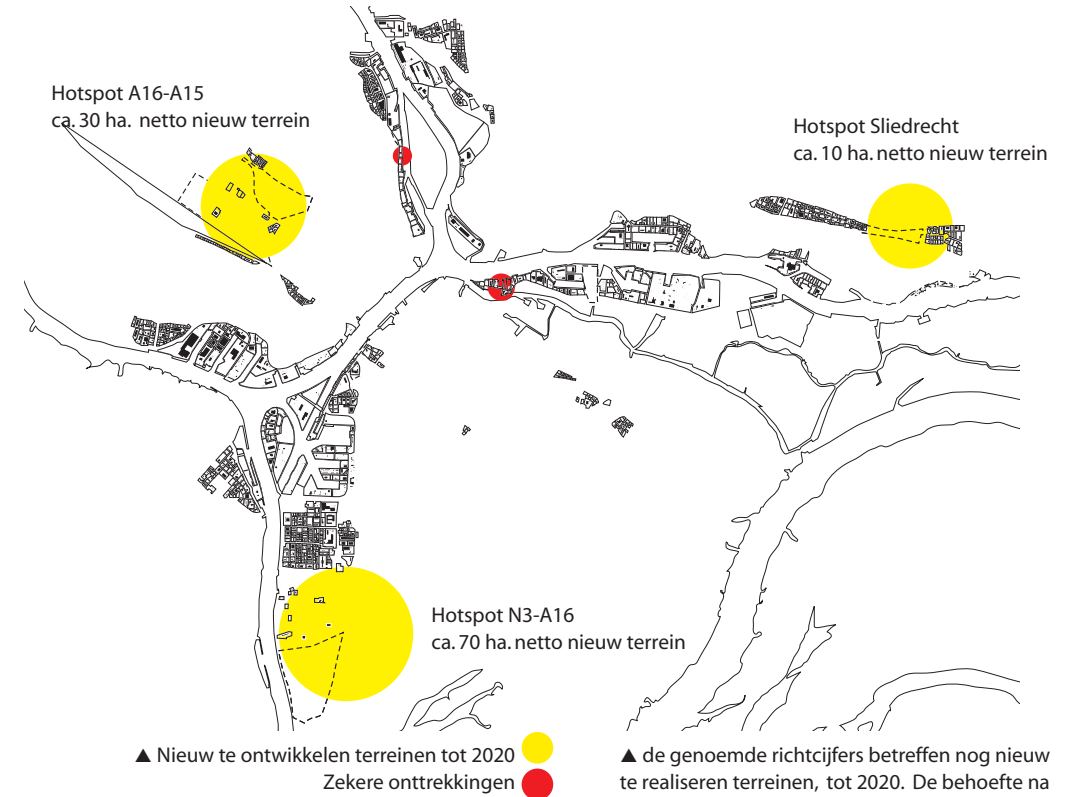 Hotspot A16-A15
ca. 30 ha. netto nieuw terrein
Hotspot Sliedrecht
ca. 10 ha. netto nieuw terrein
Hotspot N3-A16
ca. 70 ha. netto nieuw terrein
▲ Nieuw te ontwikkelen terreinen tot 2020
Zekere onttrekkingen
▲ de genoemde richtcijfers betreffen nog nieuw
te realiseren terreinen, tot 2020. De behoefte na